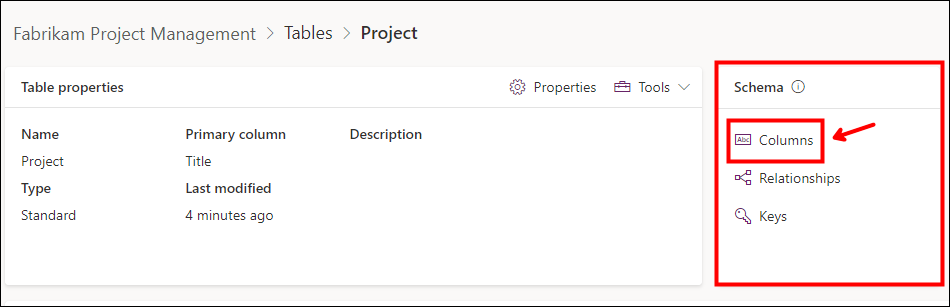 Fabrikam Project Management > Tables > Project
Table properties
Properties
Tools
Name
Primary column
Description
Project
Title
Type
Last modified
Standard
4 minutes ago
Schema
Abc Columns
Relationships
Keys